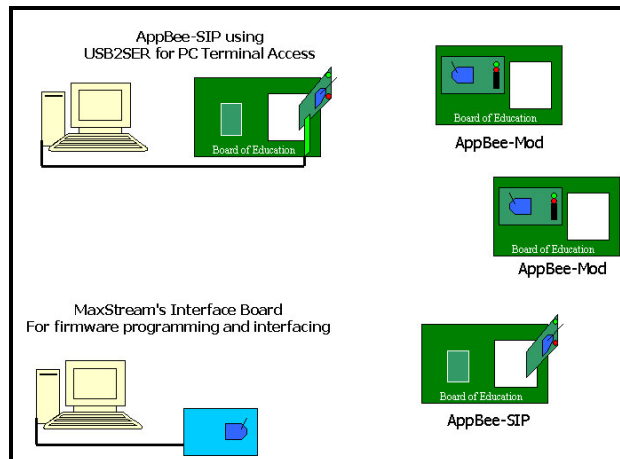 AppBee-SIP using
USB2SER for PC Terminal Access
Board of Education
Board of Education
AppBee-Mod
Board of Education
AppBee-Mod
MaxStream's Interface Board
For firmware programming and interfacing
Board of Education
AppBee-SIP